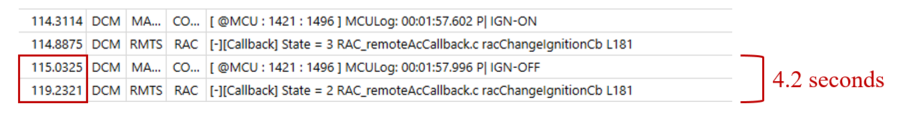 114.3114 DCM MA... CO... [ @MCU : 1421 : 1496 ] MCULog: 00:01:57.602 P| IGN-ON
114.8875 DCM RMTS RAC [-][Callback] State = 3 RAC_remoteAcCallback.c racChangeIgnitionCb L181
115.0325 DCM MA... CO... [ @MCU : 1421 : 1496 ] MCULog: 00:01:57.996 P| IGN-OFF
119.2321 DCM RMTS RAC [-][Callback] State = 2 RAC_remoteAcCallback.c racChangeIgnitionCb L181
4.2 seconds